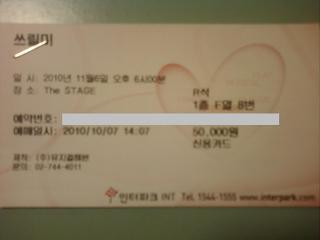 쓰릴미
일 시: 2010년 11월6일 오후 6시00분
장 소: The STAGE
R석
1층 F열 8번
예약번호:
예매일시: 2010/10/07 14:07
50,000원
신용카드
제작: (주)뮤지컬해븐
문의: 02-744-4011
인터파크 INT Tel. 1544-1555 www.interpark.com